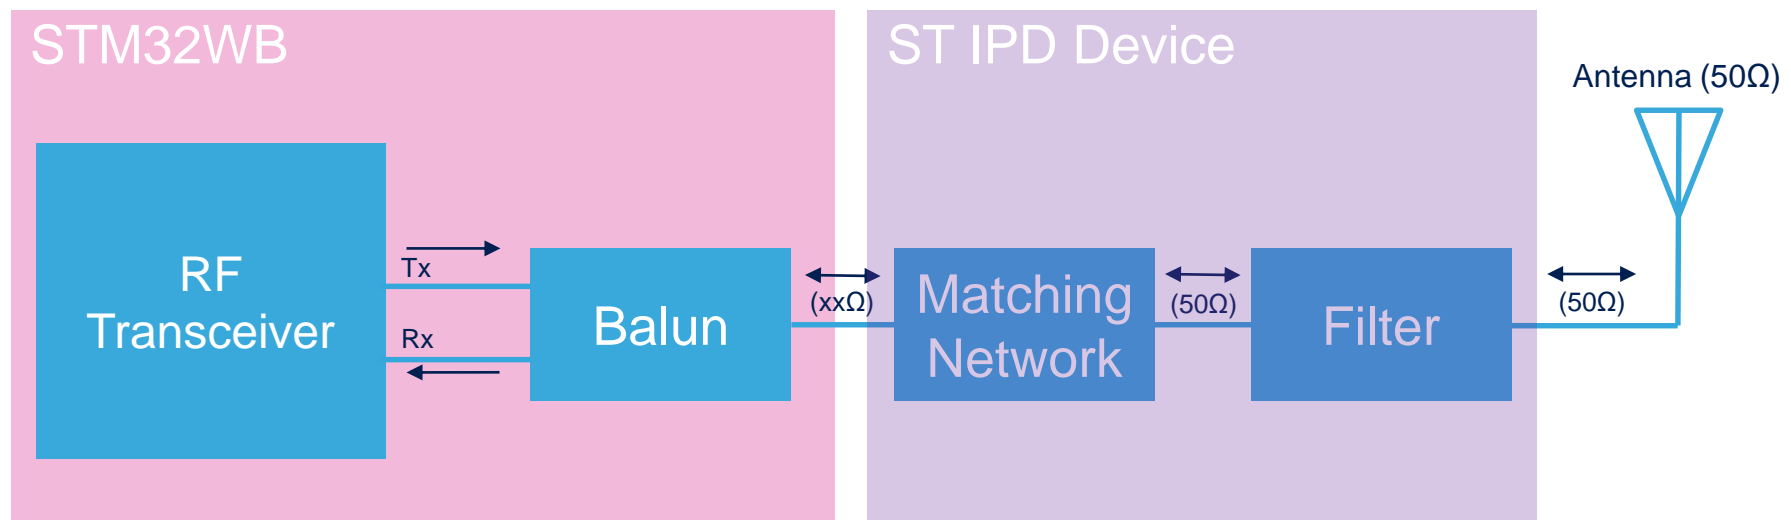 STM32WB
ST IPD Device
Antenna (50Ω)
RF
Transceiver
Tx
Rx
Balun
(xxΩ)
Matching
Network
(50Ω)
Filter
(50Ω)